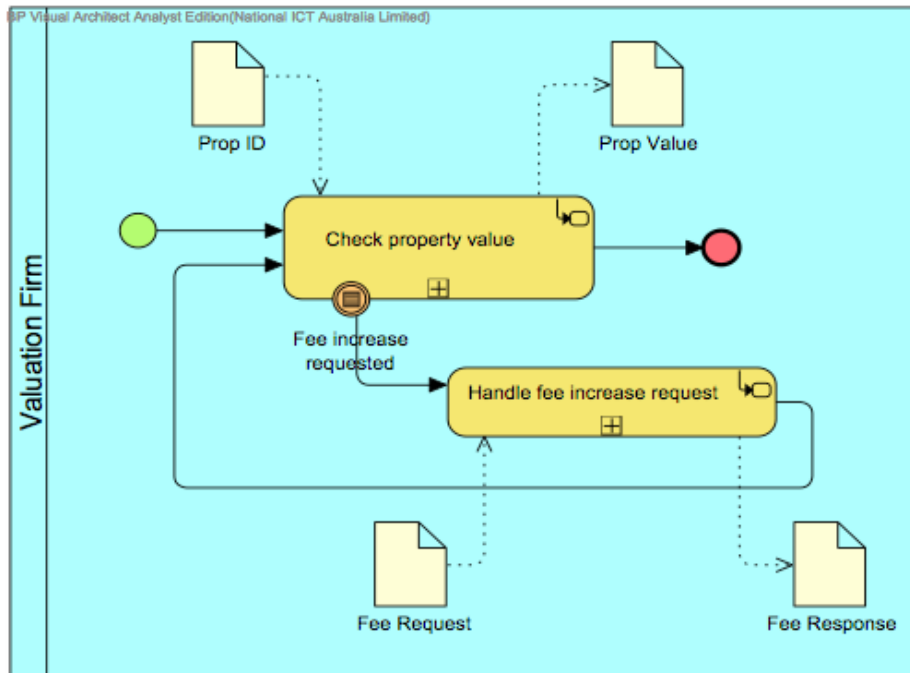 BP Visual Architect Analyst Edition(National ICT Australia Limited)
Prop ID
Prop Value
Check property value
Valuation Firm
Fee increase
requested
Handle fee increase request
Fee Request
Fee Response